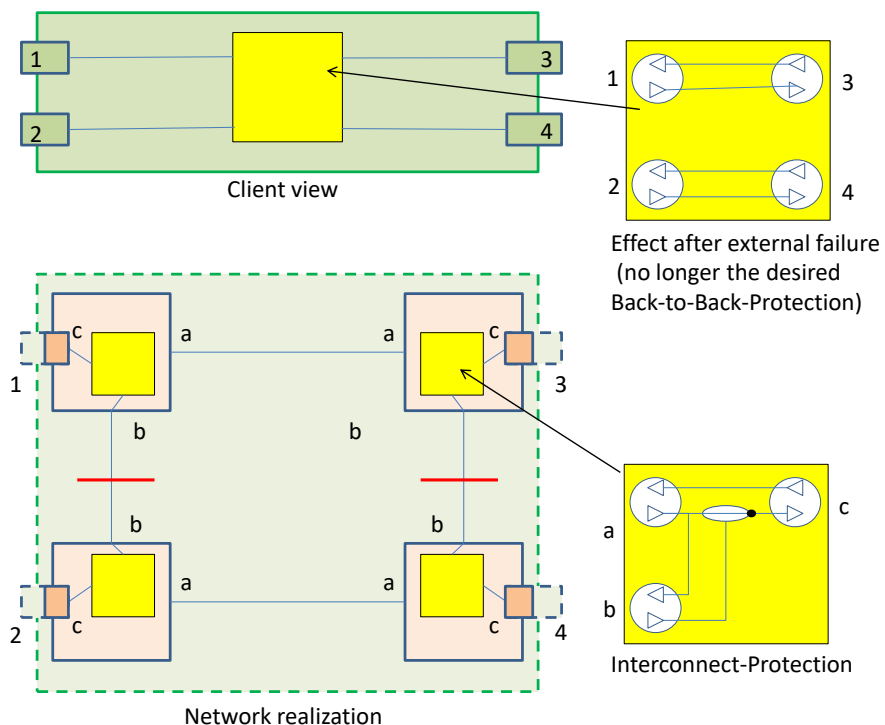 1
3
2
4
Client view
1
3
2
4
Effect after external failure
(no longer the desired
Back-to-Back-Protection)
c
a
a
c
1
3
b
b
b
b
a
a
c
c
2
4
Network realization
a
c
b
Interconnect-Protection